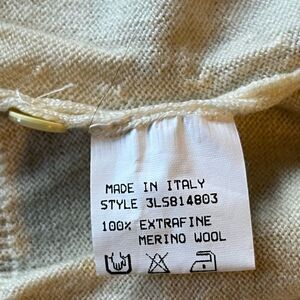 MADE IN ITALY
STYLE 3LS814803
100% EXTRAFINE
MERINO WOOL